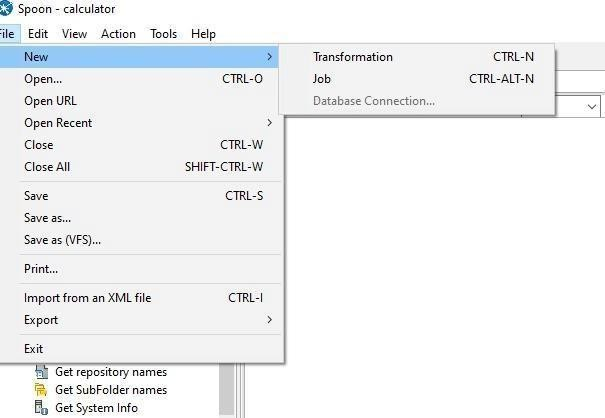 Spoon - calculator
File Edit View Action Tools Help
New
Transformation CTRL-N
Open... CTRL-O
Job CTRL-ALT-N
Open URL
Database Connection...
Open Recent
Close CTRL-W
Close All SHIFT-CTRL-W
Save CTRL-S
Save as...
Save as (VFS)...
Print...
Import from an XML file CTRL-I
Export
Exit
Get repository names
Get SubFolder names
Get System Info